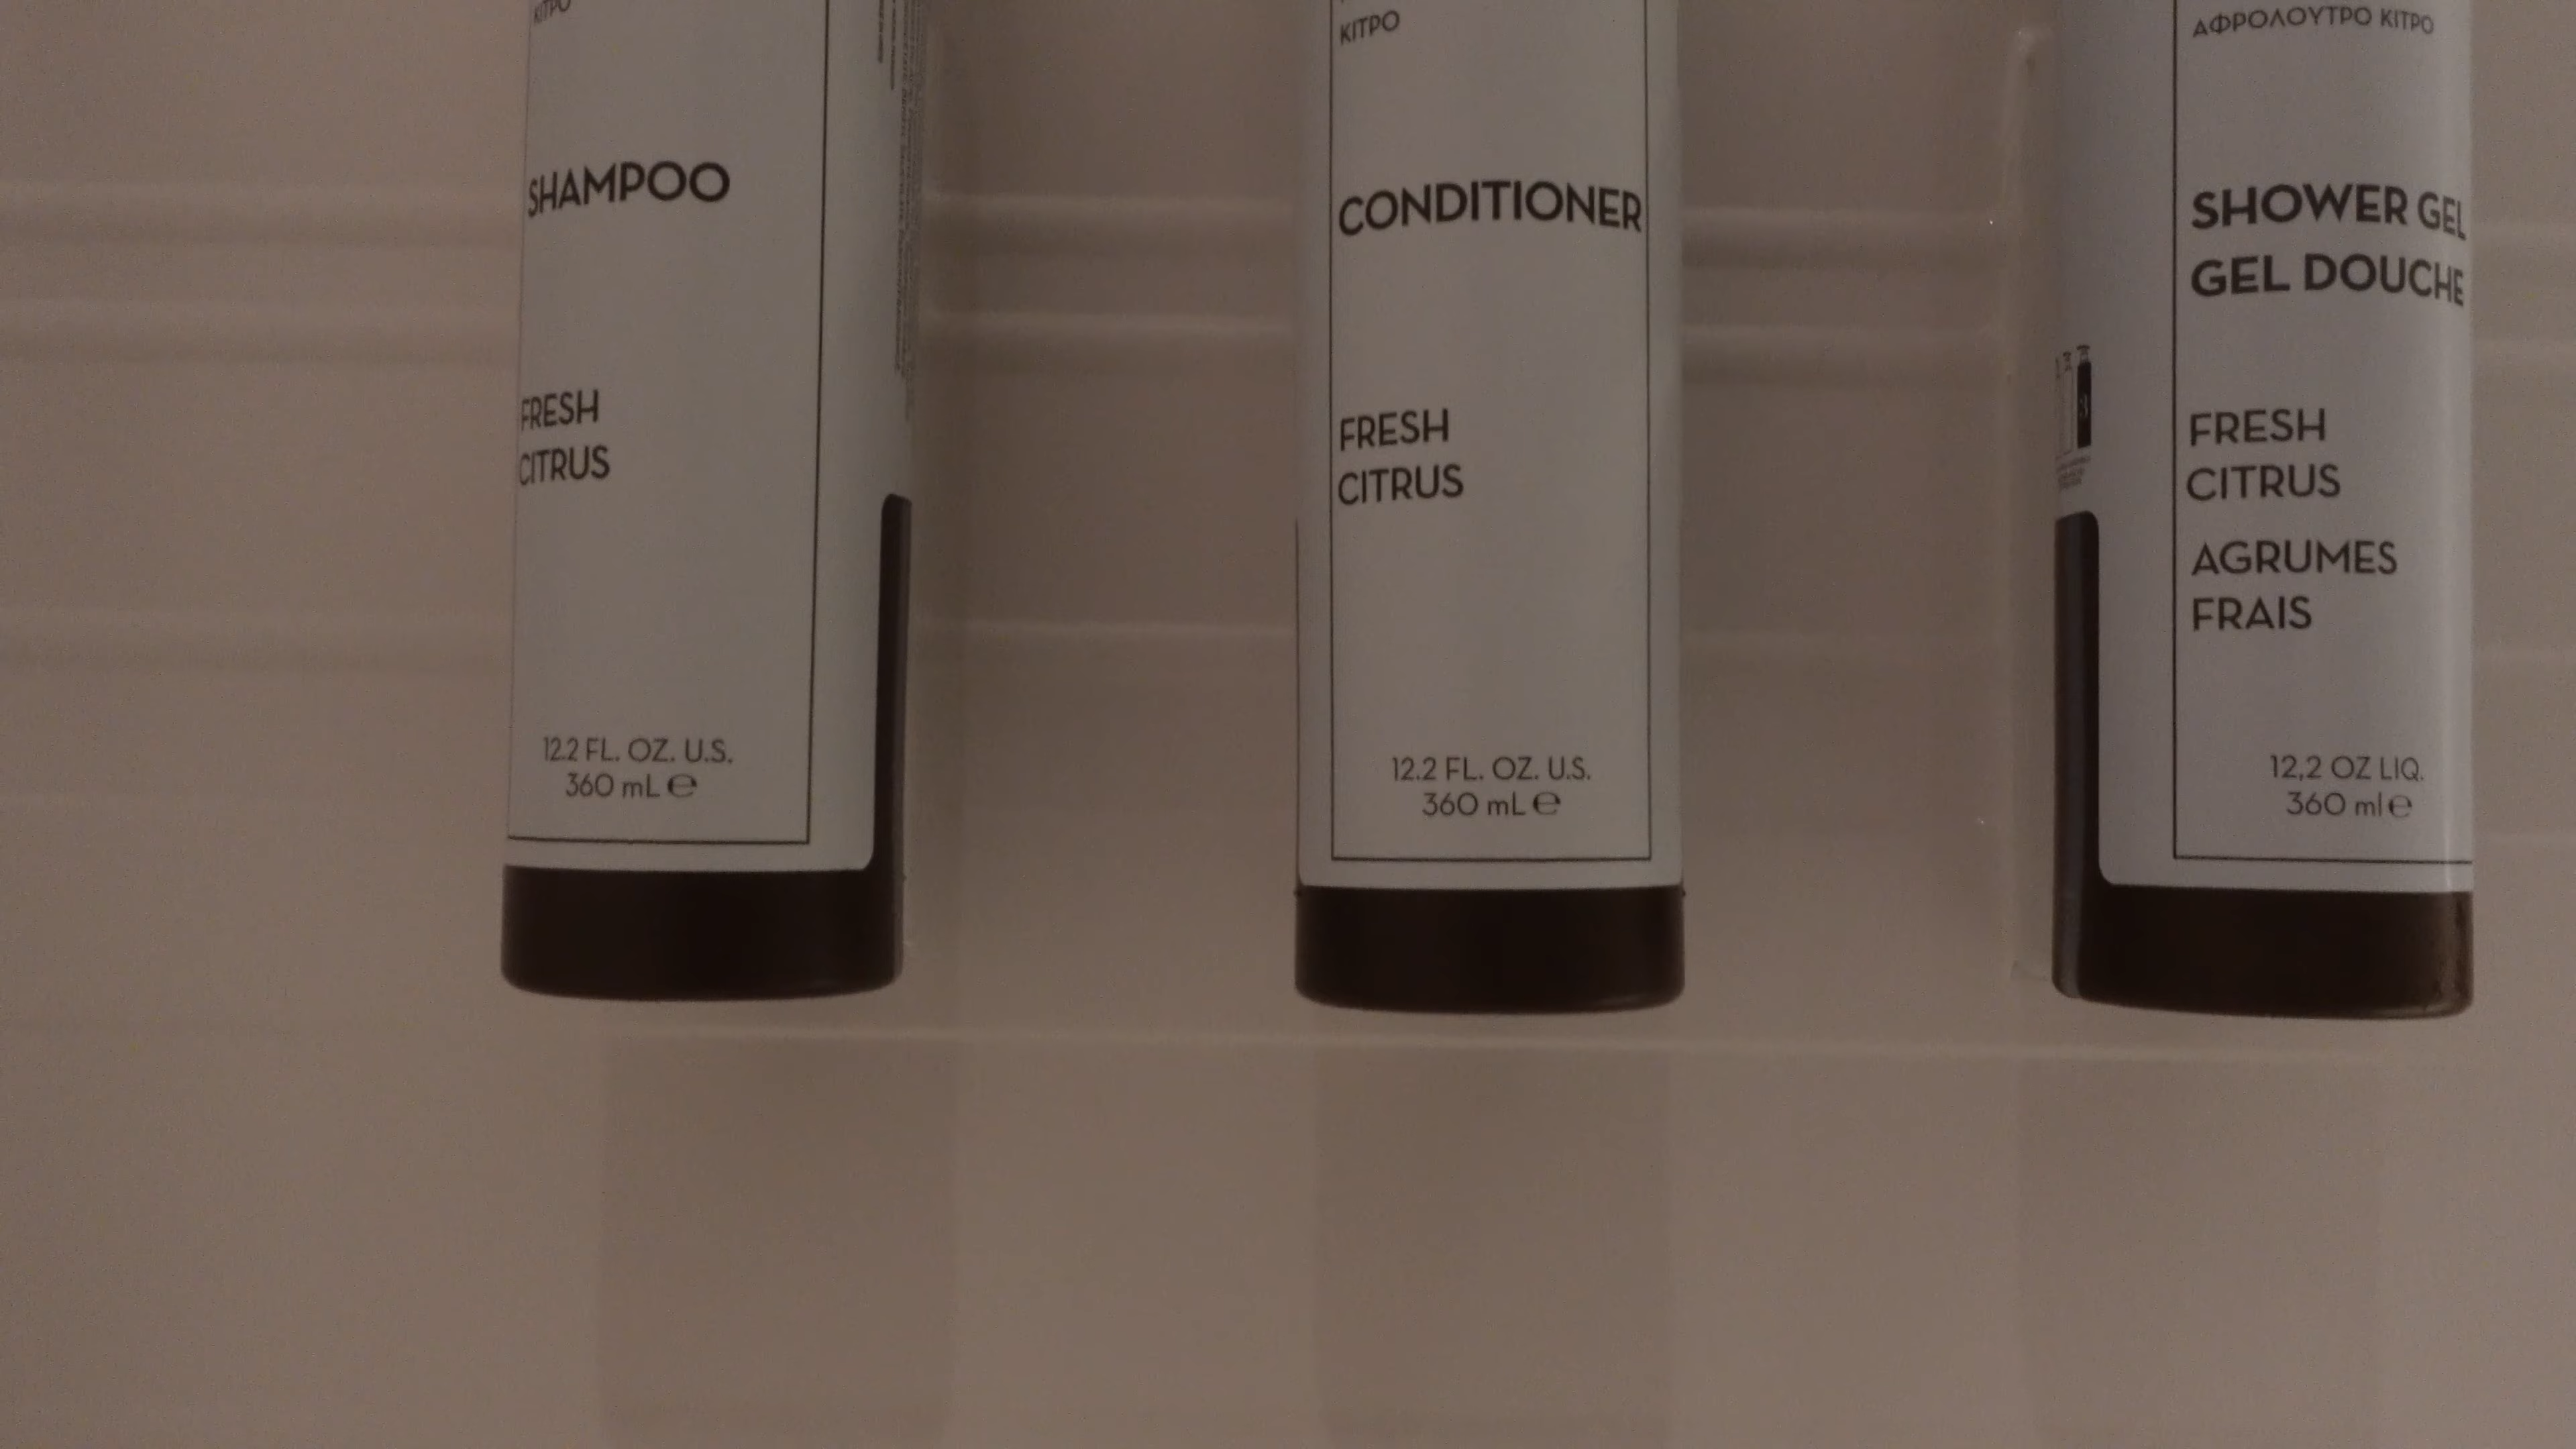 ΚΙΤΡΟ
SHAMPOO
FRESH
CITRUS
12.2 FL. OZ. U.S.
360 mL ℮
ΚΙΤΡΟ
CONDITIONER
FRESH
CITRUS
12.2 FL. OZ. U.S.
360 mL ℮
ΑΦΡΟΛΟΥΤΡΟ ΚΙΤΡΟ
SHOWER GEL
GEL DOUCHE
FRESH
CITRUS
AGRUMES
FRAIS
12,2 OZ LIQ.
360 ml ℮
3